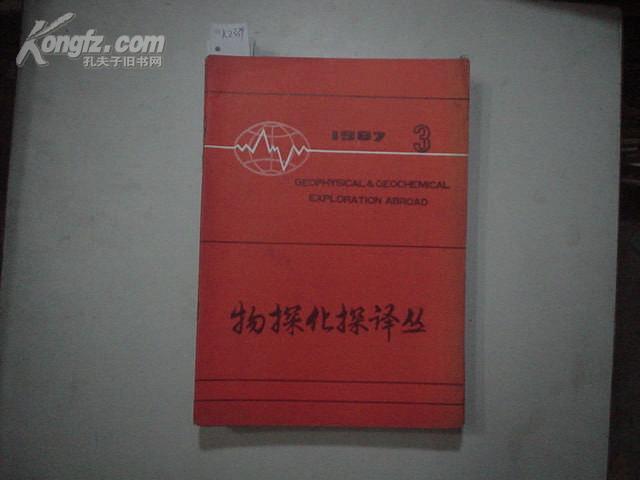 Kongfz.com
孔夫子旧书网
K2339
1987 3
GEOPHYSICAL & GEOCHEMICAL
EXPLORATION ABROAD
物探化探译丛